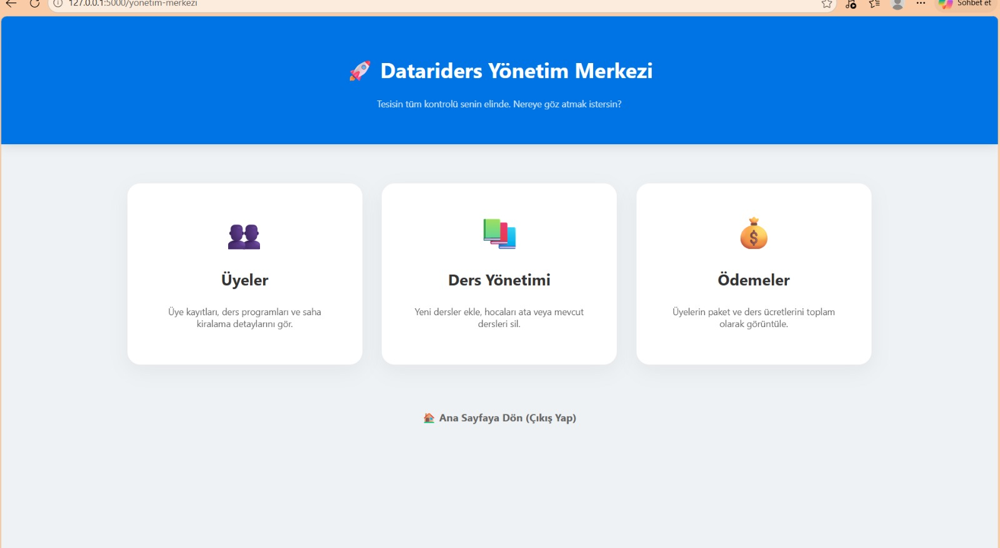 127.0.0.1:5000/yonetim-merkezi
Sohbet et
🚀 Datariders Yönetim Merkezi
Tesisin tüm kontrolü senin elinde. Nereye göz atmak istersin?
Üyeler
Üye kayıtları, ders programları ve saha
kiralama detaylarını gör.
Ders Yönetimi
Yeni dersler ekle, hocaları ata veya mevcut
dersleri sil.
Ödemeler
Üyelerin paket ve ders ücretlerini toplam
olarak görüntüle.
🏠 Ana Sayfaya Dön (Çıkış Yap)